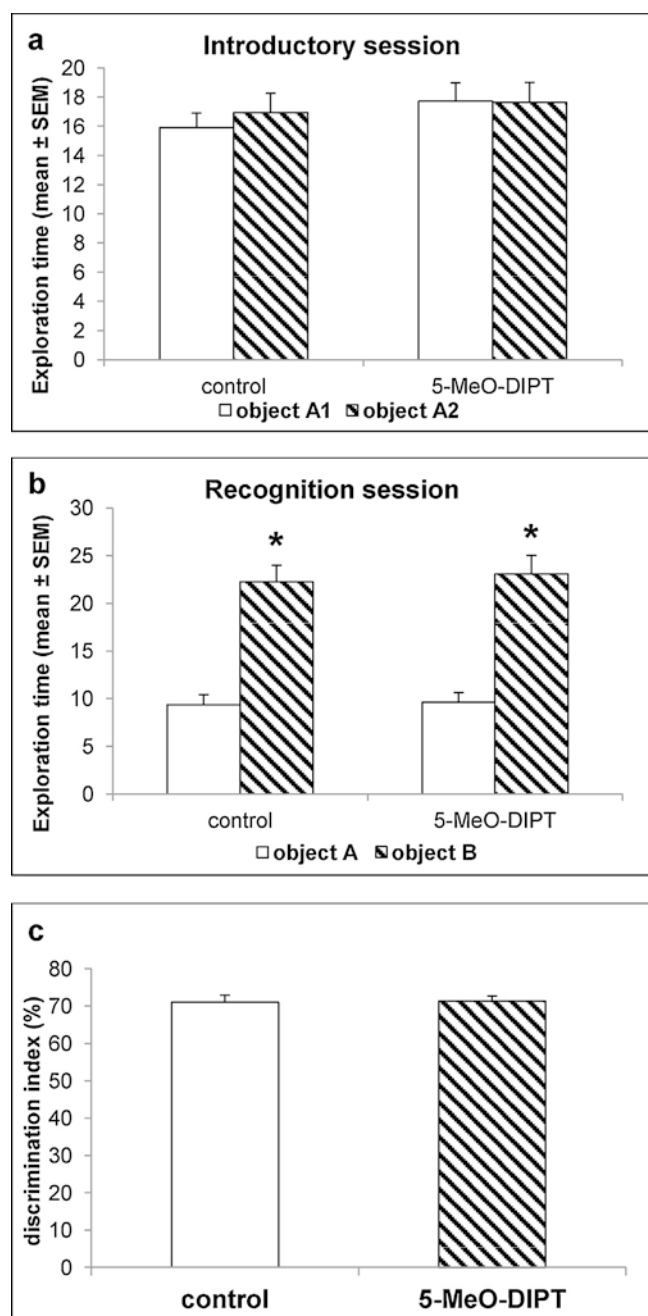 a
Introductory session
Exploration time (mean ± SEM)
20
18
16
14
12
10
8
6
4
2
0
control 5-MeO-DIPT
object A1 object A2
b
Recognition session
Exploration time (mean ± SEM)
30
25
20
15
10
5
0
* *
control 5-MeO-DIPT
object A object B
c
discrimination index (%)
80
70
60
50
40
30
20
10
0
control 5-MeO-DIPT